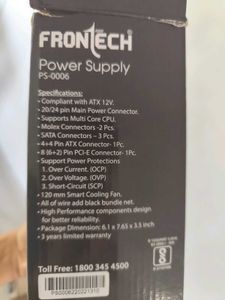 FRONTECH
Power Supply
PS-0006
Specifications:
• Compliant with ATX 12V.
• 20/24 pin Main Power Connector.
• Supports Multi Core CPU.
• Molex Connectors -2 Pcs.
• SATA Connectors – 3 Pcs.
• 4+4 Pin ATX Connector- 1Pc.
• 8 (6+2) Pin PCI-E Connector- 1Pc.
• Support Power Protections
1. Over Current. (OCP)
2. Over Voltage. (OVP)
3. Short-Circuit (SCP)
• 120 mm Smart Cooling Fan.
• All of wire add black bundle net.
• High Performance components design
for better reliability.
• Package Dimension: 6.1 x 7.65 x 3.5 inch
• 3 years limited warranty
Toll Free: 1800 345 4500